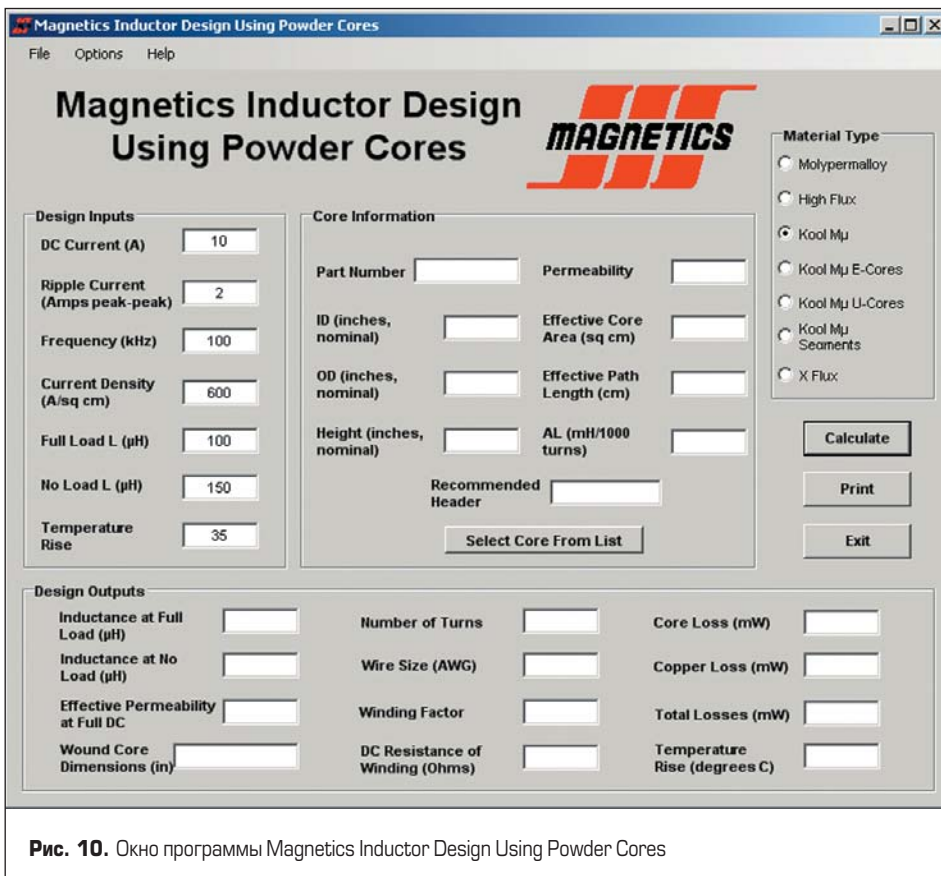 Magnetics Inductor Design Using Powder Cores
File Options Help
Magnetics Inductor Design
Using Powder Cores
MAGNETICS
Material Type
Molypermalloy
High Flux
Kool Mµ
Kool Mµ E-Cores
Kool Mµ U-Cores
Kool Mµ
Segments
X Flux
Design Inputs
DC Current (A) 10
Ripple Current
(Amps peak-peak) 2
Frequency (kHz) 100
Current Density
(A/sq cm) 600
Full Load L (µH) 100
No Load L (µH) 150
Temperature
Rise 35
Core Information
Part Number
Permeability
ID (inches,
nominal)
Effective Core
Area (sq cm)
OD (inches,
nominal)
Effective Path
Length (cm)
Height (inches,
nominal)
AL (mH/1000
turns)
Recommended
Header
Select Core From List
Calculate
Print
Exit
Design Outputs
Inductance at Full
Load (µH)
Number of Turns
Core Loss (mW)
Inductance at No
Load (µH)
Wire Size (AWG)
Copper Loss (mW)
Effective Permeability
at Full DC
Winding Factor
Total Losses (mW)
Wound Core
Dimensions (in)
DC Resistance of
Winding (Ohms)
Temperature
Rise (degrees C)
Рис. 10. Окно программы Magnetics Inductor Design Using Powder Cores